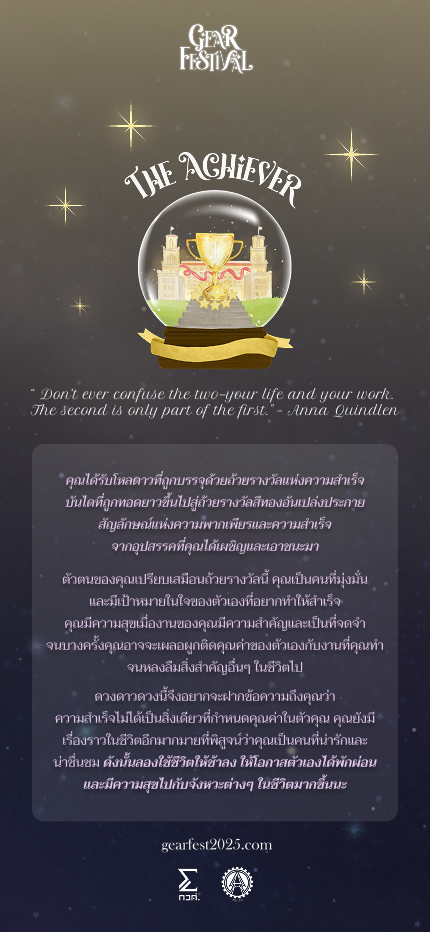 GEAR
FESTIVAL
THE ACHIEVER
“ Don't ever confuse the two-your life and your work.
The second is only part of the first.” - Anna Quindlen
คุณได้รับโหลดาวที่ถูกบรรจุด้วยถ้วยรางวัลแห่งความสำเร็จ
บันไดที่ถูกทอดยาวขึ้นไปสู่ถ้วยรางวัลสีทองอันเปล่งประกาย
สัญลักษณ์แห่งความพากเพียรและความสำเร็จ
จากอุปสรรคที่คุณได้เผชิญและเอาชนะมา
ตัวตนของคุณเปรียบเสมือนถ้วยรางวัลนี้ คุณเป็นคนที่มุ่งมั่น
และมีเป้าหมายในใจของตัวเองที่อยากทำให้สำเร็จ
คุณมีความสุขเมื่องานของคุณมีความสำคัญและเป็นที่จดจำ
จนบางครั้งคุณอาจจะเผลอผูกติดคุณค่าของตัวเองกับงานที่คุณทำ
จนหลงลืมสิ่งสำคัญอื่นๆ ในชีวิตไป
ดวงดาวดวงนี้จึงอยากจะฝากข้อความถึงคุณว่า
ความสำเร็จไม่ได้เป็นสิ่งเดียวที่กำหนดคุณค่าในตัวคุณ คุณยังมี
เรื่องราวในชีวิตอีกมากมายที่พิสูจน์ว่าคุณเป็นคนที่น่ารักและ
น่าชื่นชม ดังนั้นลองใช้ชีวิตให้ช้าลง ให้โอกาสตัวเองได้พักผ่อน
และมีความสุขไปกับจังหวะต่างๆ ในชีวิตมากขึ้นนะ
gearfest2025.com
กวศ.